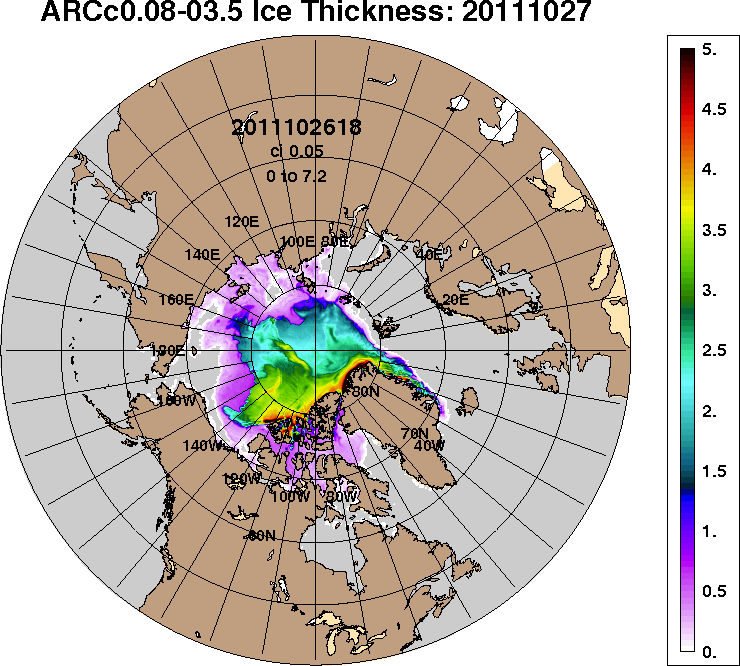 ARCc0.08-03.5 Ice Thickness: 20111027
2011102618
ci 0.05
0 to 7.2
120E
100E 80E
140E
40E
160E
20E
180E
160W
80N
140W
70N
40W
120W
100W 80W
60N
5.
4.5
4.
3.5
3.
2.5
2.
1.5
1.
0.5
0.